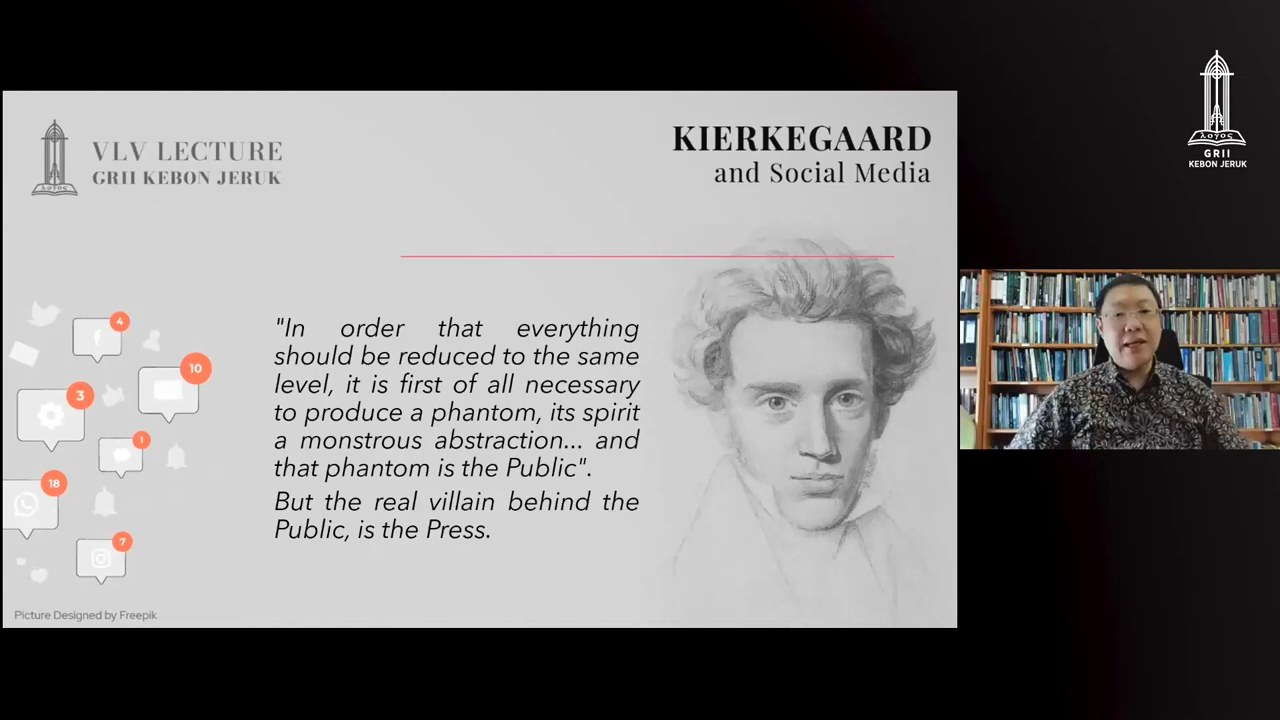 VLV LECTURE
GRII KEBON JERUK
KIERKEGAARD
and Social Media
"In order that everything
should be reduced to the same
level, it is first of all necessary
to produce a phantom, its spirit
a monstrous abstraction... and
that phantom is the Public".
But the real villain behind the
Public, is the Press.
4
10
3
1
18
7
Picture Designed by Freepik
λογος
GRII
KEBON JERUK